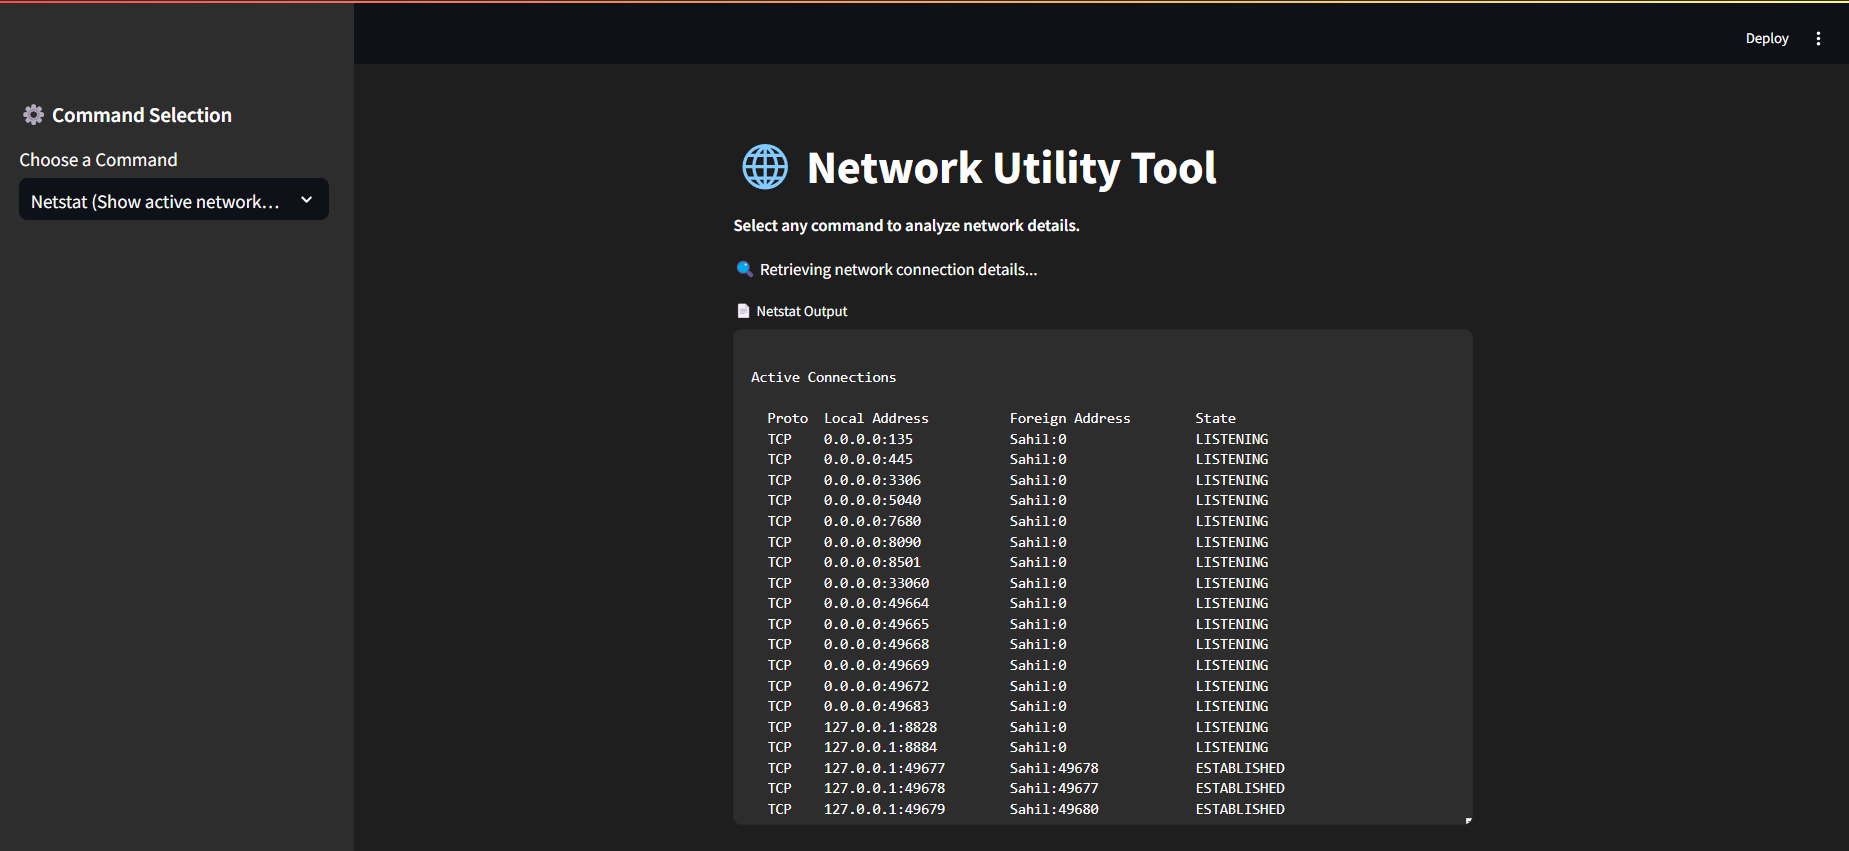 Deploy
Command Selection
Choose a Command
Netstat (Show active network...
Network Utility Tool
Select any command to analyze network details.
Retrieving network connection details...
Netstat Output
Active Connections
Proto  Local Address          Foreign Address        State
TCP    0.0.0.0:135            Sahil:0                LISTENING
TCP    0.0.0.0:445            Sahil:0                LISTENING
TCP    0.0.0.0:3306           Sahil:0                LISTENING
TCP    0.0.0.0:5040           Sahil:0                LISTENING
TCP    0.0.0.0:7680           Sahil:0                LISTENING
TCP    0.0.0.0:8090           Sahil:0                LISTENING
TCP    0.0.0.0:8501           Sahil:0                LISTENING
TCP    0.0.0.0:33060          Sahil:0                LISTENING
TCP    0.0.0.0:49664          Sahil:0                LISTENING
TCP    0.0.0.0:49665          Sahil:0                LISTENING
TCP    0.0.0.0:49668          Sahil:0                LISTENING
TCP    0.0.0.0:49669          Sahil:0                LISTENING
TCP    0.0.0.0:49672          Sahil:0                LISTENING
TCP    0.0.0.0:49683          Sahil:0                LISTENING
TCP    127.0.0.1:8828         Sahil:0                LISTENING
TCP    127.0.0.1:8884         Sahil:0                LISTENING
TCP    127.0.0.1:49677        Sahil:49678            ESTABLISHED
TCP    127.0.0.1:49678        Sahil:49677            ESTABLISHED
TCP    127.0.0.1:49679        Sahil:49680            ESTABLISHED